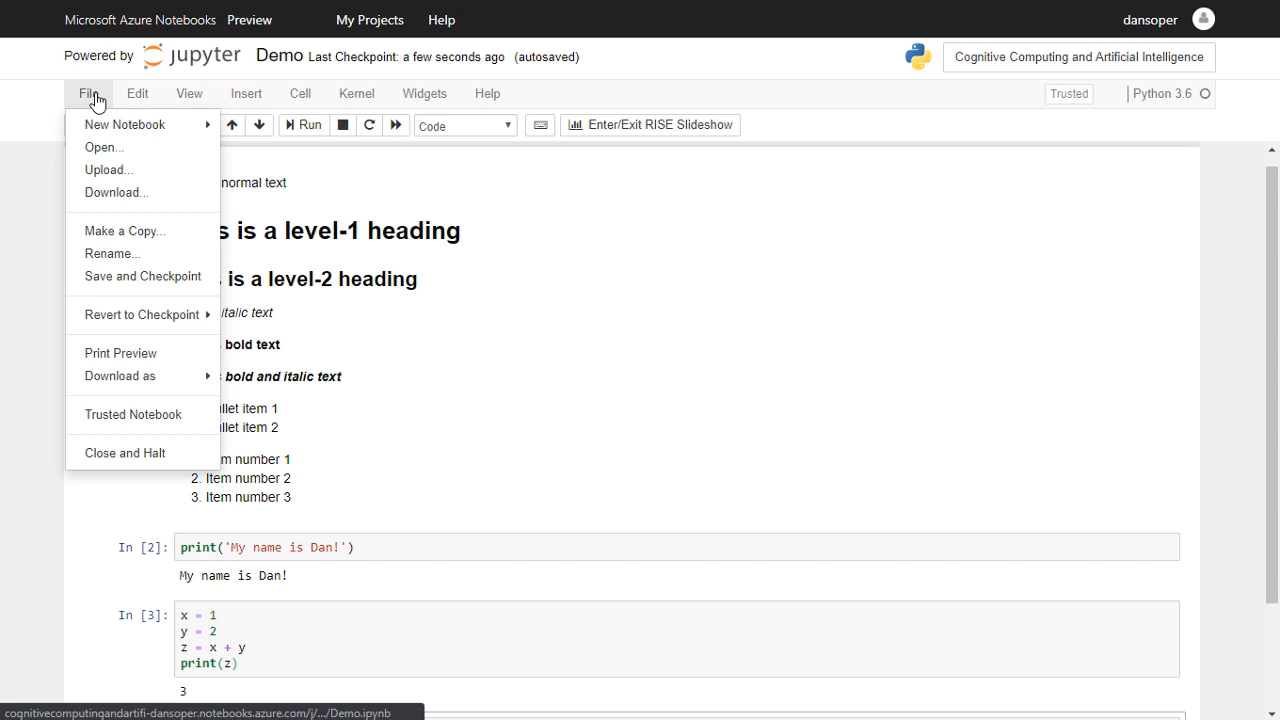 Microsoft Azure Notebooks Preview My Projects Help dansoper
Powered by jupyter Demo Last Checkpoint: a few seconds ago (autosaved) Cognitive Computing and Artificial Intelligence
File Edit View Insert Cell Kernel Widgets Help Trusted Python 3.6
Run Code Enter/Exit RISE Slideshow
New Notebook
Open...
Upload...
Download...
Make a Copy...
Rename...
Save and Checkpoint
Revert to Checkpoint
Print Preview
Download as
Trusted Notebook
Close and Halt
normal text
s is a level-1 heading
is a level-2 heading
italic text
bold text
bold and italic text
llet item 1
llet item 2
m number 1
2. Item number 2
3. Item number 3
In [2]: print('My name is Dan!')
My name is Dan!
In [3]: x = 1
y = 2
z = x + y
print(z)
3
cognitivecomputingandartifi-dansoper.notebooks.azure.com/j/.../Demo.ipynb